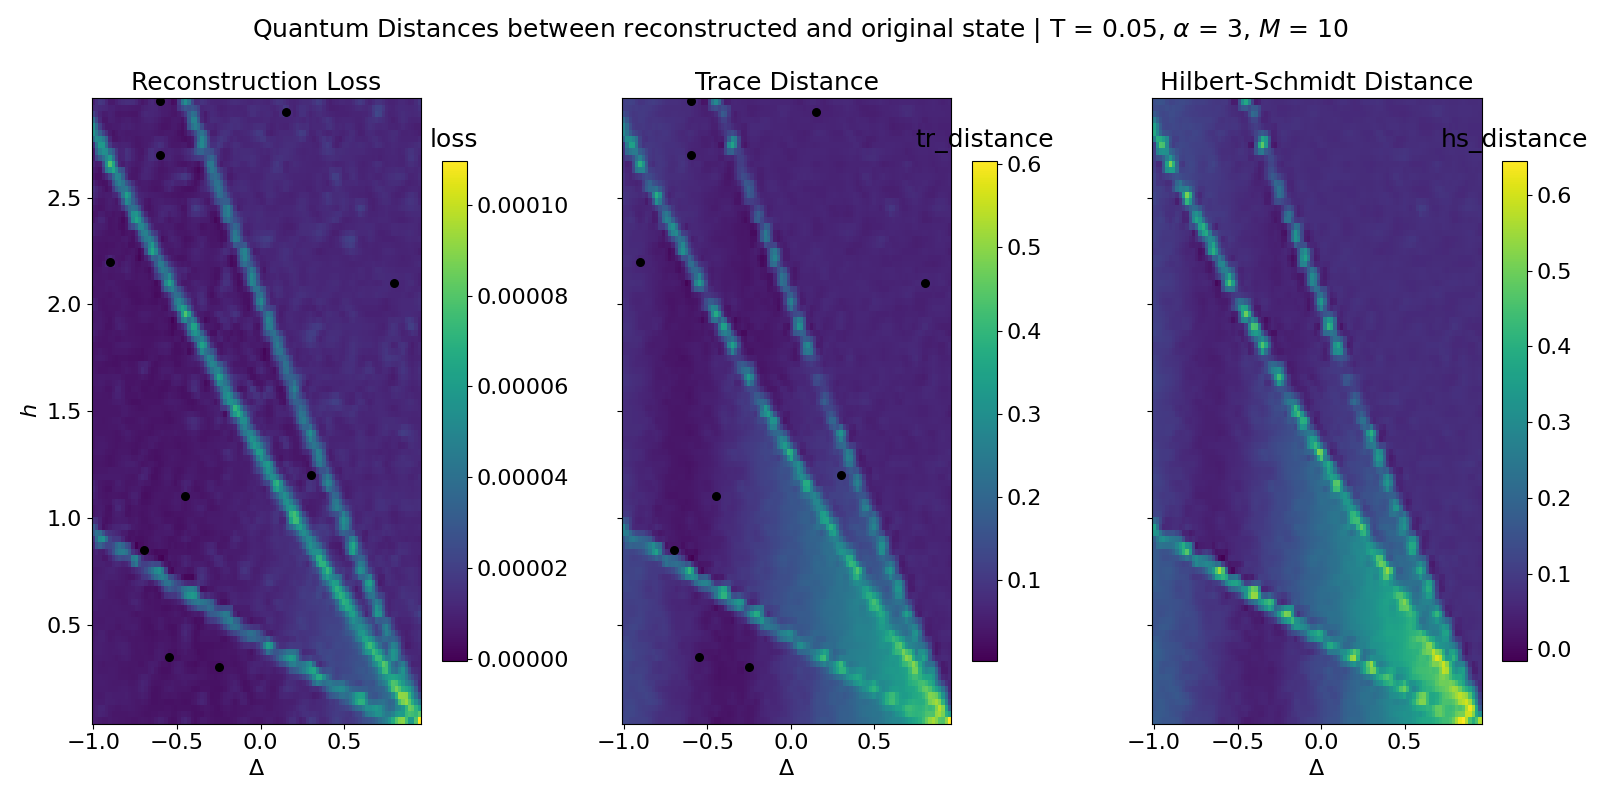 Quantum Distances between reconstructed and original state | T = 0.05, α = 3, M = 10
Reconstruction Loss
Trace Distance
Hilbert-Schmidt Distance
loss
tr_distance
hs_distance
h
2.5
2.0
1.5
1.0
0.5
0.00010
0.00008
0.00006
0.00004
0.00002
0.00000
0.6
0.5
0.4
0.3
0.2
0.1
0.6
0.5
0.4
0.3
0.2
0.1
0.0
−1.0 −0.5 0.0 0.5
−1.0 −0.5 0.0 0.5
−1.0 −0.5 0.0 0.5
Δ
Δ
Δ